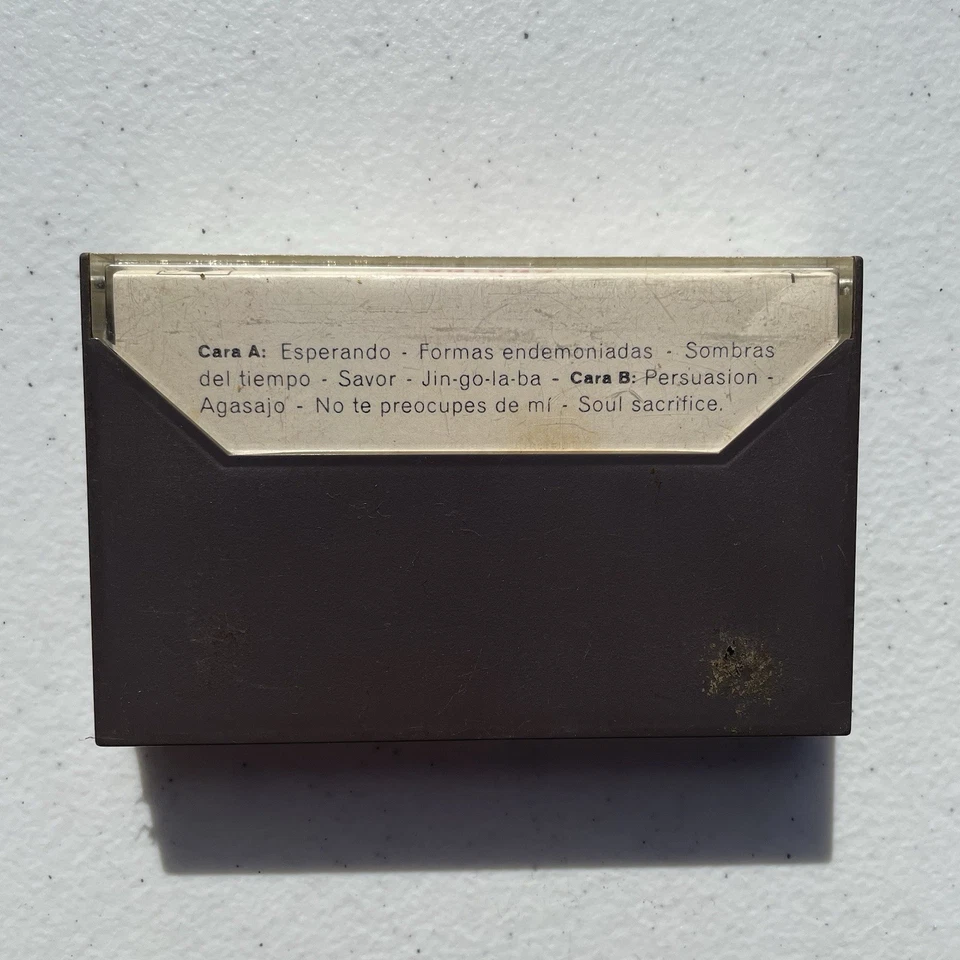 Cara A: Esperando - Formas endemoniadas - Sombras
del tiempo - Savor - Jin-go-la-ba - Cara B: Persuasion -
Agasajo - No te preocupes de mí - Soul sacrifice.